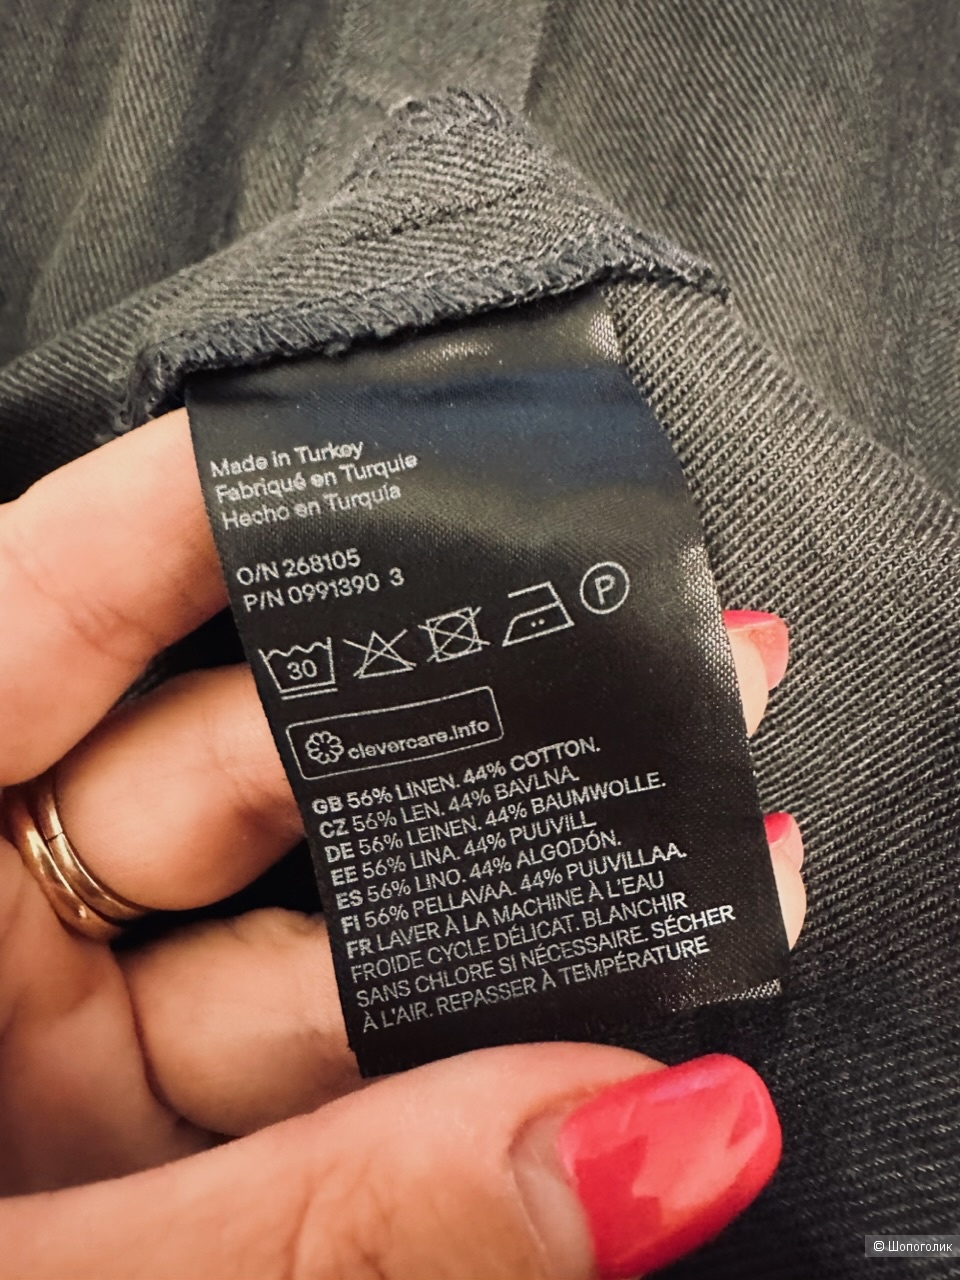 Made in Turkey
Fabriqué en Turquie
Hecho en Turquía
O/N 268105
P/N 0991390 3
30
P
clevercare.info
GB 56% LINEN. 44% COTTON.
CZ 56% LEN. 44% BAVLNA.
DE 56% LEINEN. 44% BAUMWOLLE.
EE 56% LINA. 44% PUUVILL
ES 56% LINO. 44% ALGODÓN.
FI 56% PELLAVAA. 44% PUUVILLAA.
FR LAVER À LA MACHINE À L'EAU
FROIDE CYCLE DÉLICAT. BLANCHIR
SANS CHLORE SI NÉCESSAIRE. SÉCHER
À L'AIR. REPASSER À TEMPÉRATURE
© Шопоголик